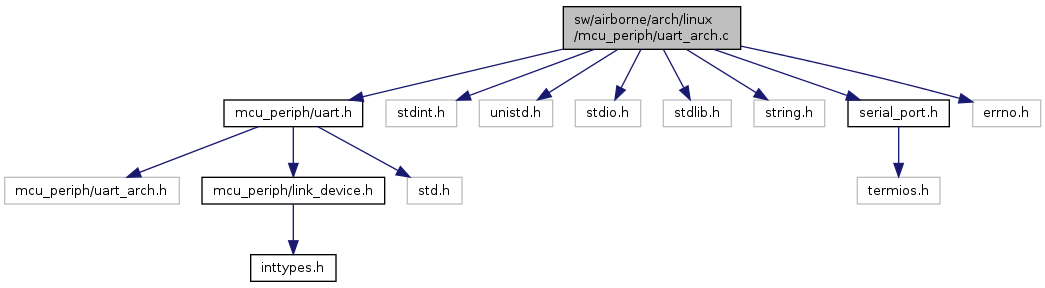 sw/airborne/arch/linux
/mcu_periph/uart_arch.c
mcu_periph/uart.h
stdint.h
unistd.h
stdio.h
stdlib.h
string.h
serial_port.h
errno.h
mcu_periph/uart_arch.h
mcu_periph/link_device.h
std.h
termios.h
inttypes.h